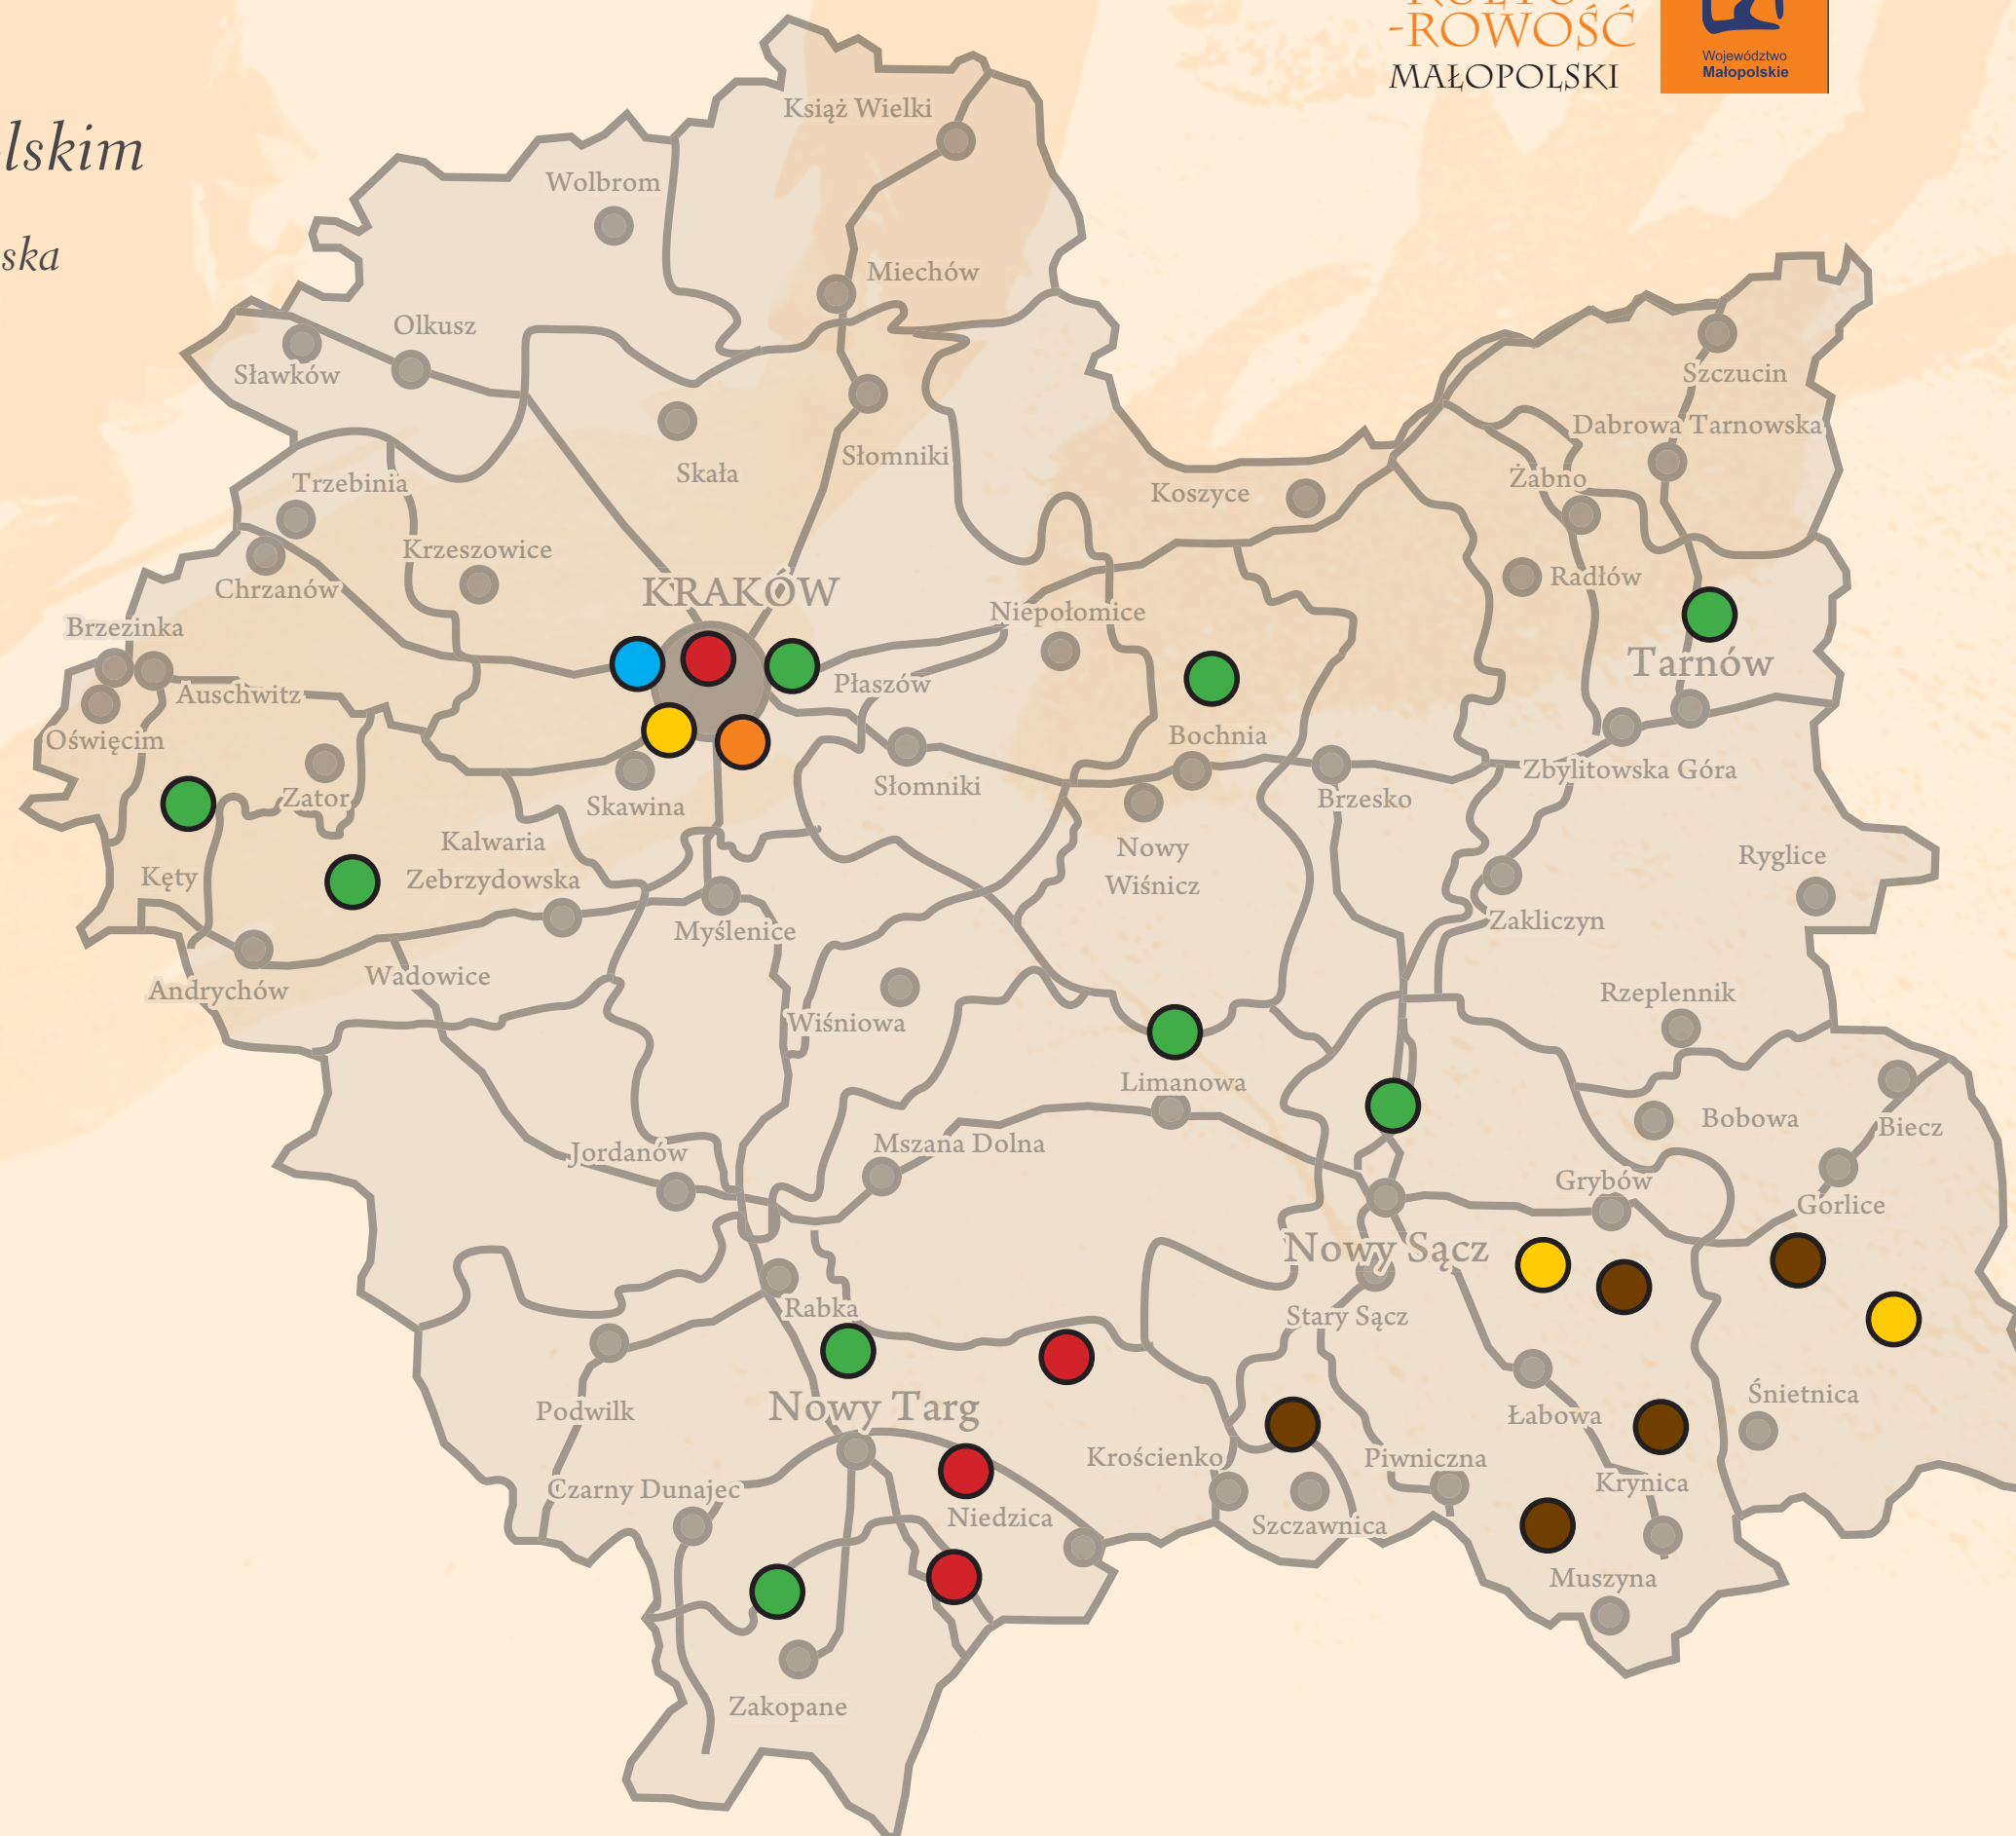 -ROWOŚĆ
MAŁOPOLSKI
Województwo
Małopolskie
lskim
ska
Książ Wielki
Wolbrom
Miechów
Olkusz
Sławków
Szczucin
Dabrowa Tarnowska
Słomniki
Skała
Trzebinia
Żabno
Koszyce
Krzeszowice
Chrzanów
Radłów
KRAKÓW
Niepołomice
Brzezinka
Tarnów
Płaszów
Auschwitz
Oświęcim
Bochnia
Zbylitowska Góra
Słomniki
Zator
Brzesko
Skawina
Kalwaria
Zebrzydowska
Nowy
Wiśnicz
Ryglice
Kęty
Zakliczyn
Myślenice
Wadowice
Andrychów
Rzepiennik
Wiśniowa
Limanowa
Bobowa
Biecz
Mszana Dolna
Jordanów
Grybów
Gorlice
Nowy Sącz
Rabka
Stary Sącz
Śnietnica
Nowy Targ
Podwilk
Łabowa
Krościenko
Piwniczna
Krynica
Czarny Dunajec
Niedzica
Szczawnica
Muszyna
Zakopane